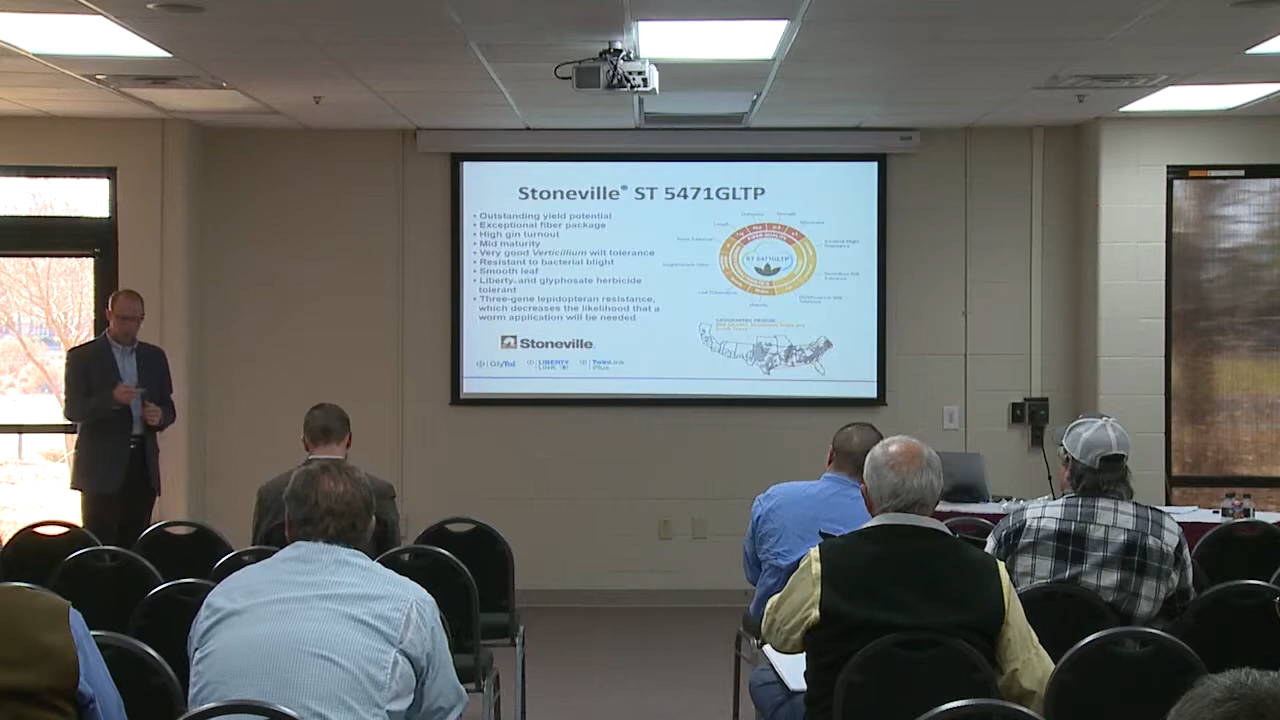 Stoneville® ST 5471GLTP
• Outstanding yield potential
• Exceptional fiber package
• High gin turnout
• Mid maturity
• Very good Verticillium wilt tolerance
• Resistant to bacterial blight
• Smooth leaf
• Liberty and glyphosate herbicide
tolerant
• Three-gene lepidopteran resistance,
which decreases the likelihood that a
worm application will be needed
ST 5471GLTP
Stoneville
GlyTol
LIBERTY
LINK
TwinLink
Plus